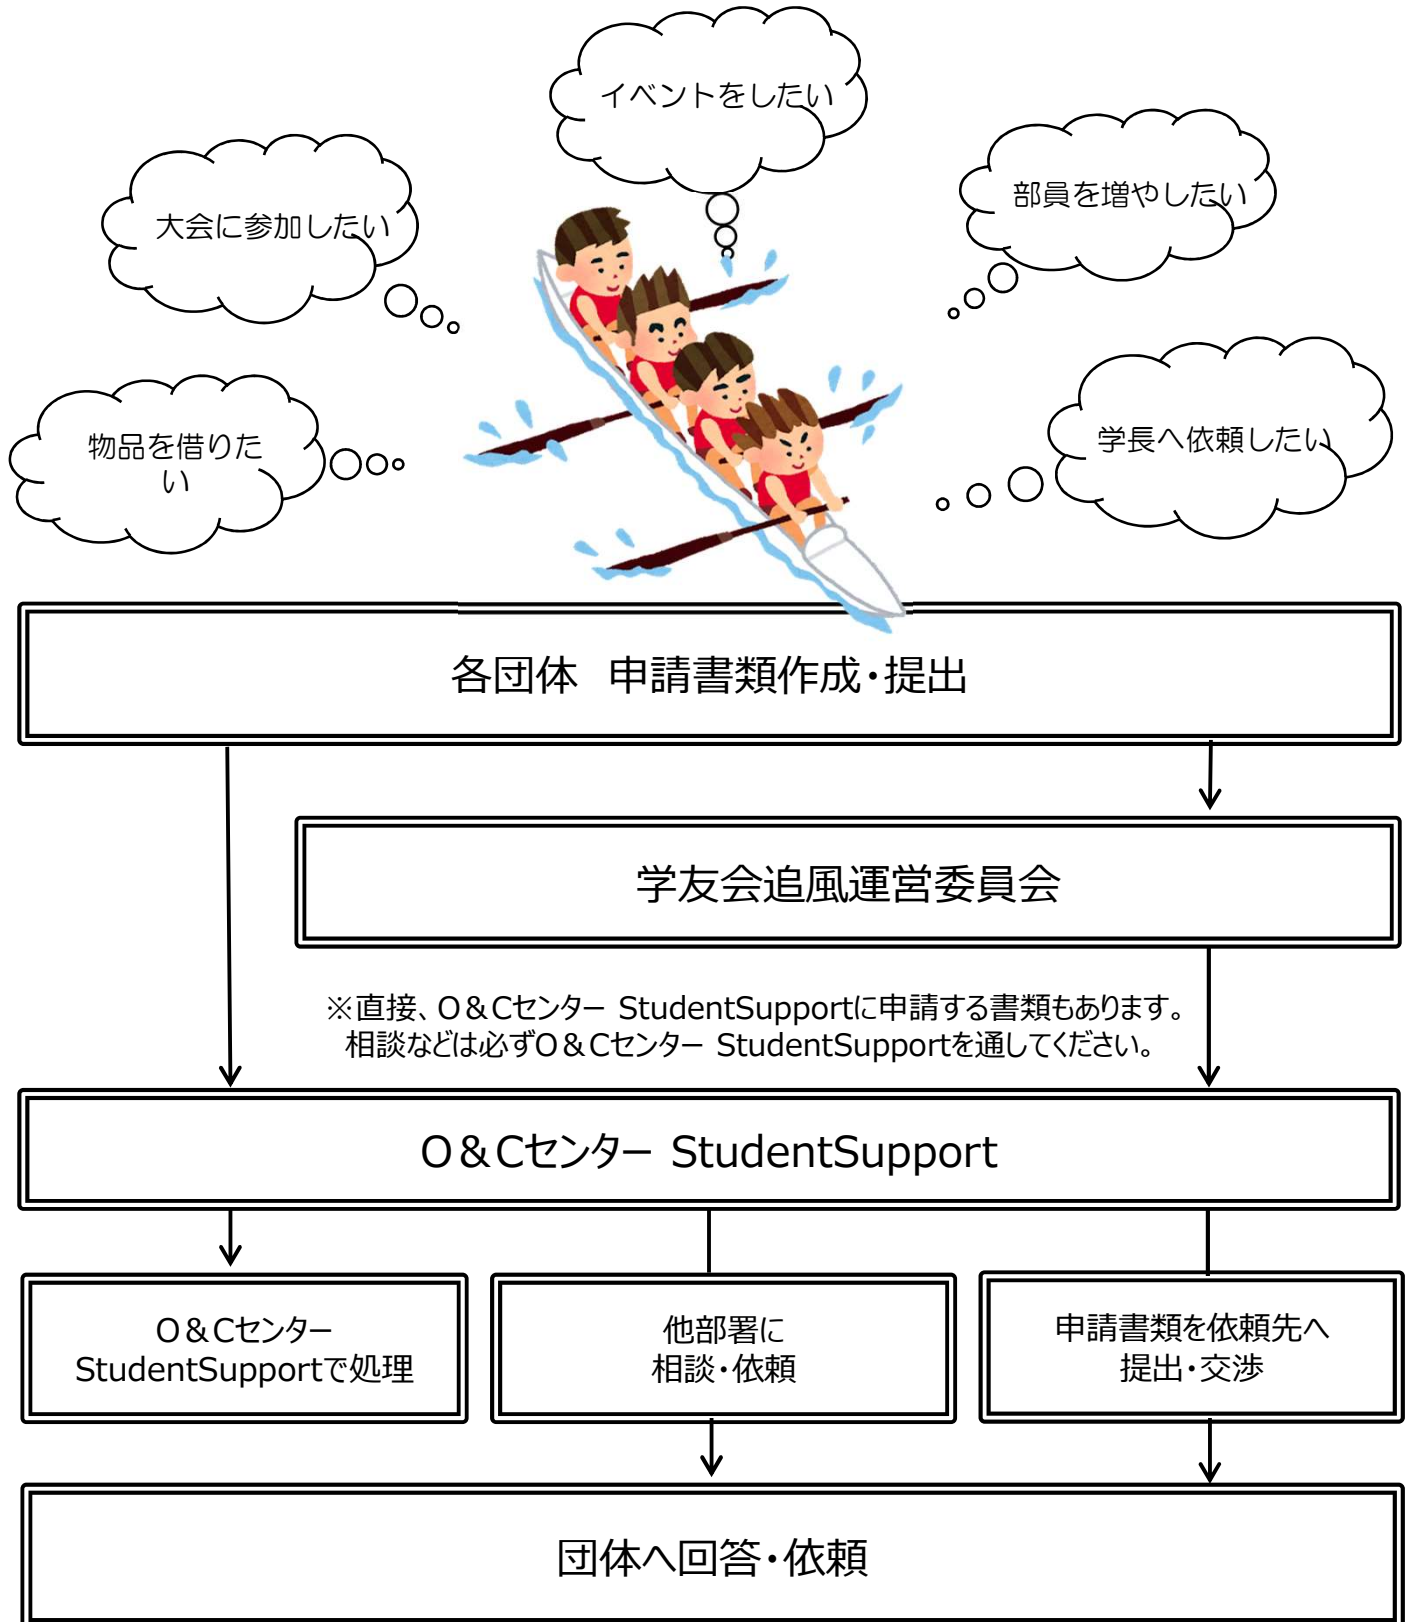 イベントをしたい
部員を増やしたい
大会に参加したい
学長へ依頼したい
物品を借りた
い
各団体　申請書類作成・提出
学友会追風運営委員会
※直接、O＆Cセンター StudentSupportに申請する書類もあります。
相談などは必ずO＆Cセンター StudentSupportを通してください。
O＆Cセンター StudentSupport
O＆Cセンター
StudentSupportで処理
他部署に
相談・依頼
申請書類を依頼先へ
提出・交渉
団体へ回答・依頼